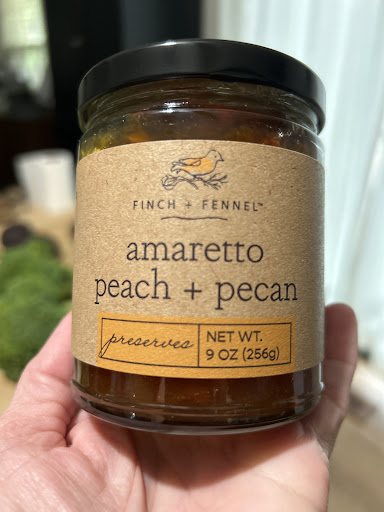 FINCH + FENNEL™
amaretto
peach + pecan
preserves
NET WT.
9 OZ (256g)